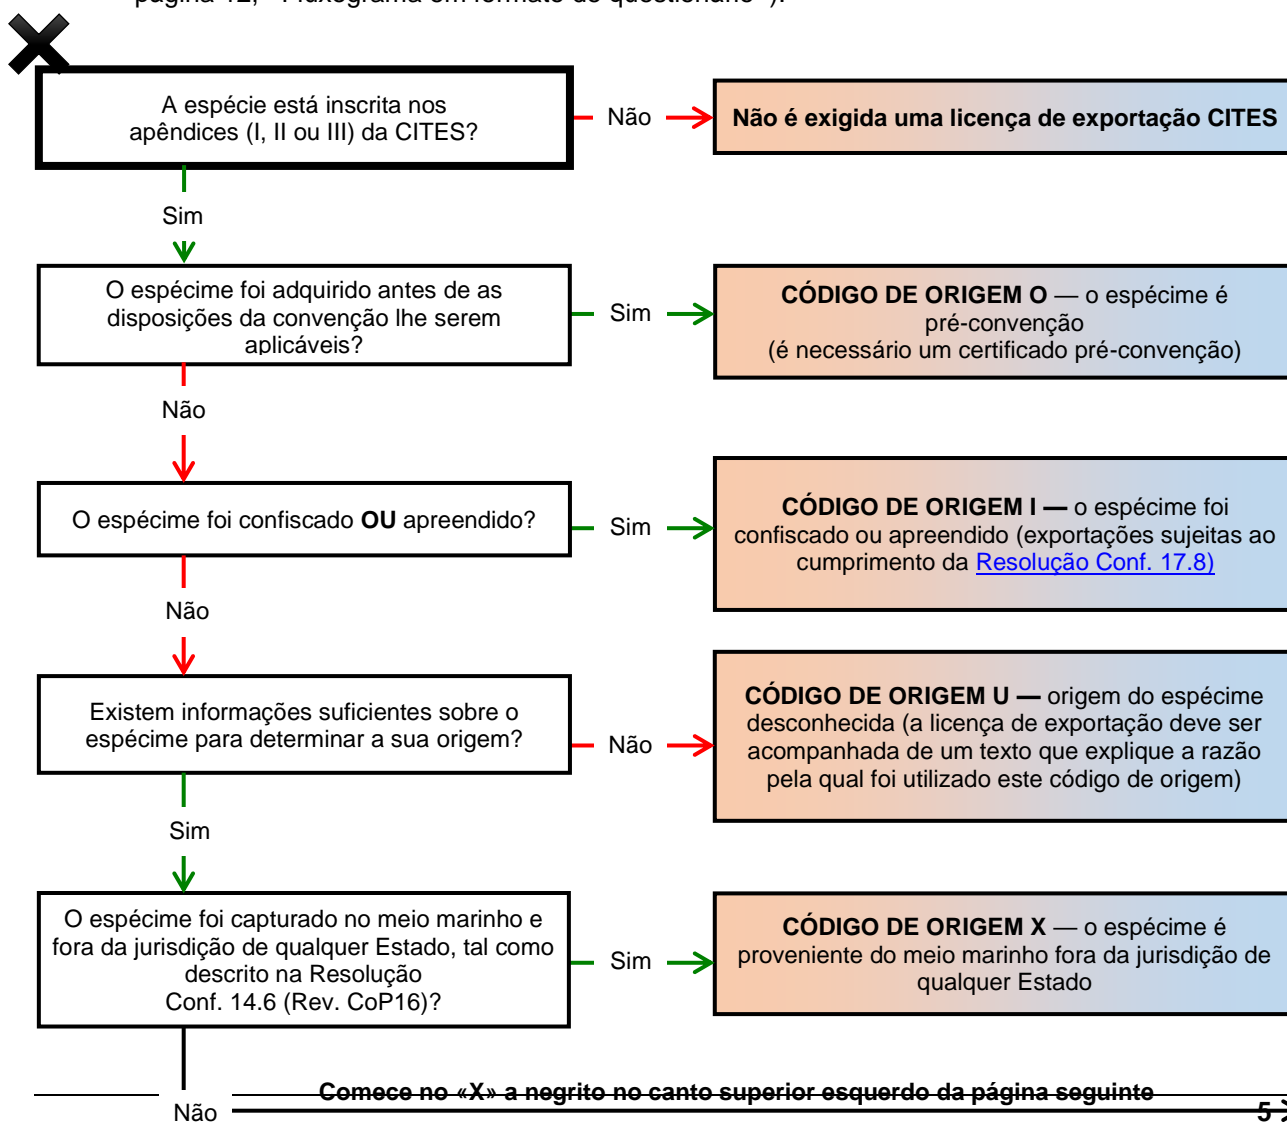 página 12, "Fluxograma em formato de questionário").
A espécie está inscrita nos
apêndices (I, II ou III) da CITES?
Não
Não é exigida uma licença de exportação CITES
Sim
O espécime foi adquirido antes de as
disposições da convenção lhe serem
aplicáveis?
Sim
CÓDIGO DE ORIGEM O — o espécime é
pré-convenção
(é necessário um certificado pré-convenção)
Não
O espécime foi confiscado OU apreendido?
Sim
CÓDIGO DE ORIGEM I — o espécime foi
confiscado ou apreendido (exportações sujeitas ao
cumprimento da Resolução Conf. 17.8)
Não
Existem informações suficientes sobre o
espécime para determinar a sua origem?
Não
CÓDIGO DE ORIGEM U — origem do espécime
desconhecida (a licença de exportação deve ser
acompanhada de um texto que explique a razão
pela qual foi utilizado este código de origem)
Sim
O espécime foi capturado no meio marinho e
fora da jurisdição de qualquer Estado, tal como
descrito na Resolução
Conf. 14.6 (Rev. CoP16)?
Sim
CÓDIGO DE ORIGEM X — o espécime é
proveniente do meio marinho fora da jurisdição de
qualquer Estado
Comece no «X» a negrito no canto superior esquerdo da página seguinte
Não
5